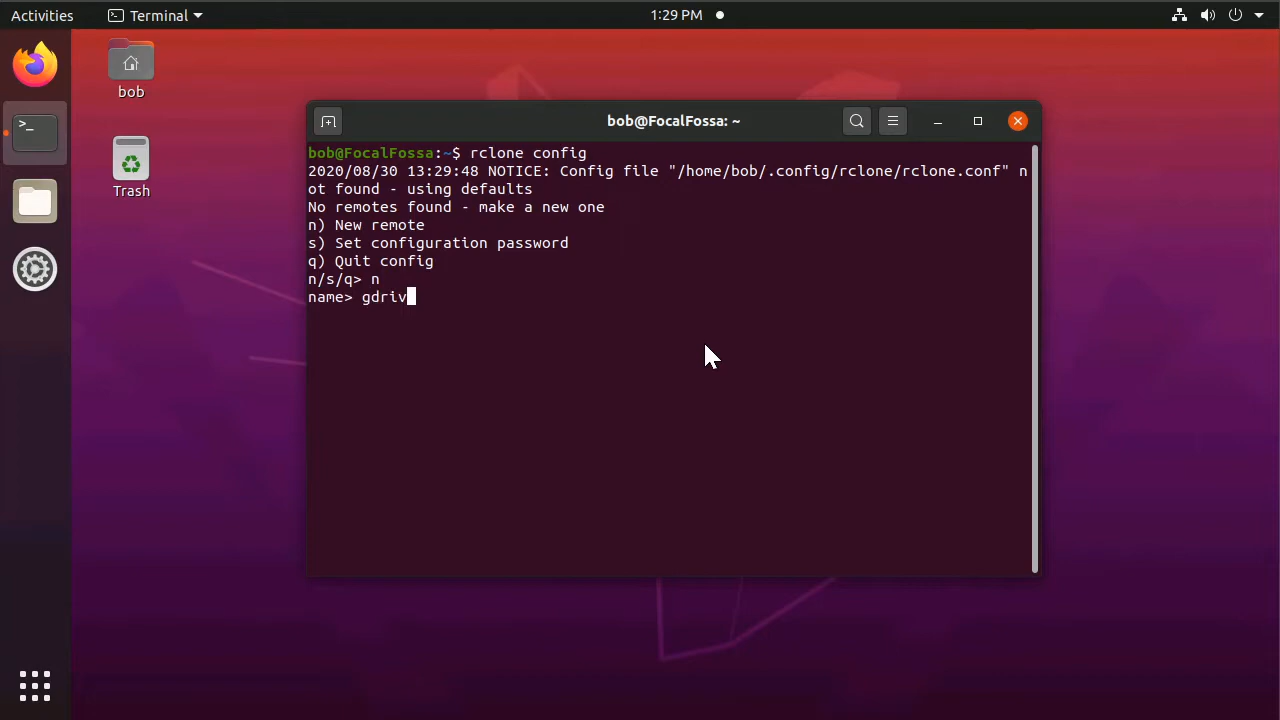 Activities
Terminal
1:29 PM
bob
Trash
bob@FocalFossa: ~
bob@FocalFossa:~$ rclone config
2020/08/30 13:29:48 NOTICE: Config file "/home/bob/.config/rclone/rclone.conf" n
ot found - using defaults
No remotes found - make a new one
n) New remote
s) Set configuration password
q) Quit config
n/s/q> n
name> gdriv